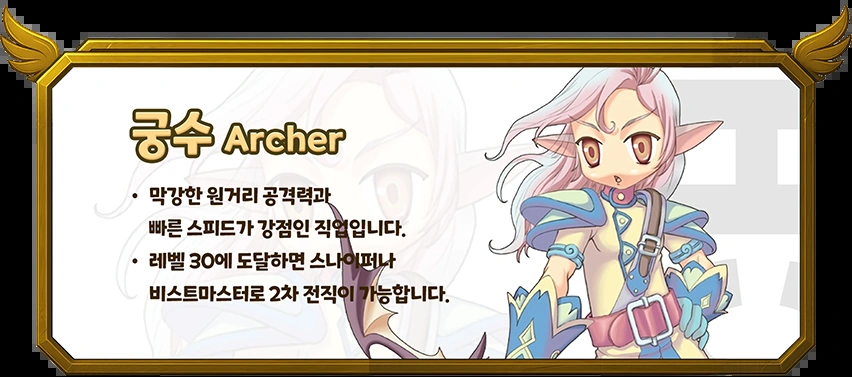 궁수 Archer
• 막강한 원거리 공격력과
빠른 스피드가 강점인 직업입니다.
• 레벨 30에 도달하면 스나이퍼나
비스트마스터로 2차 전직이 가능합니다.